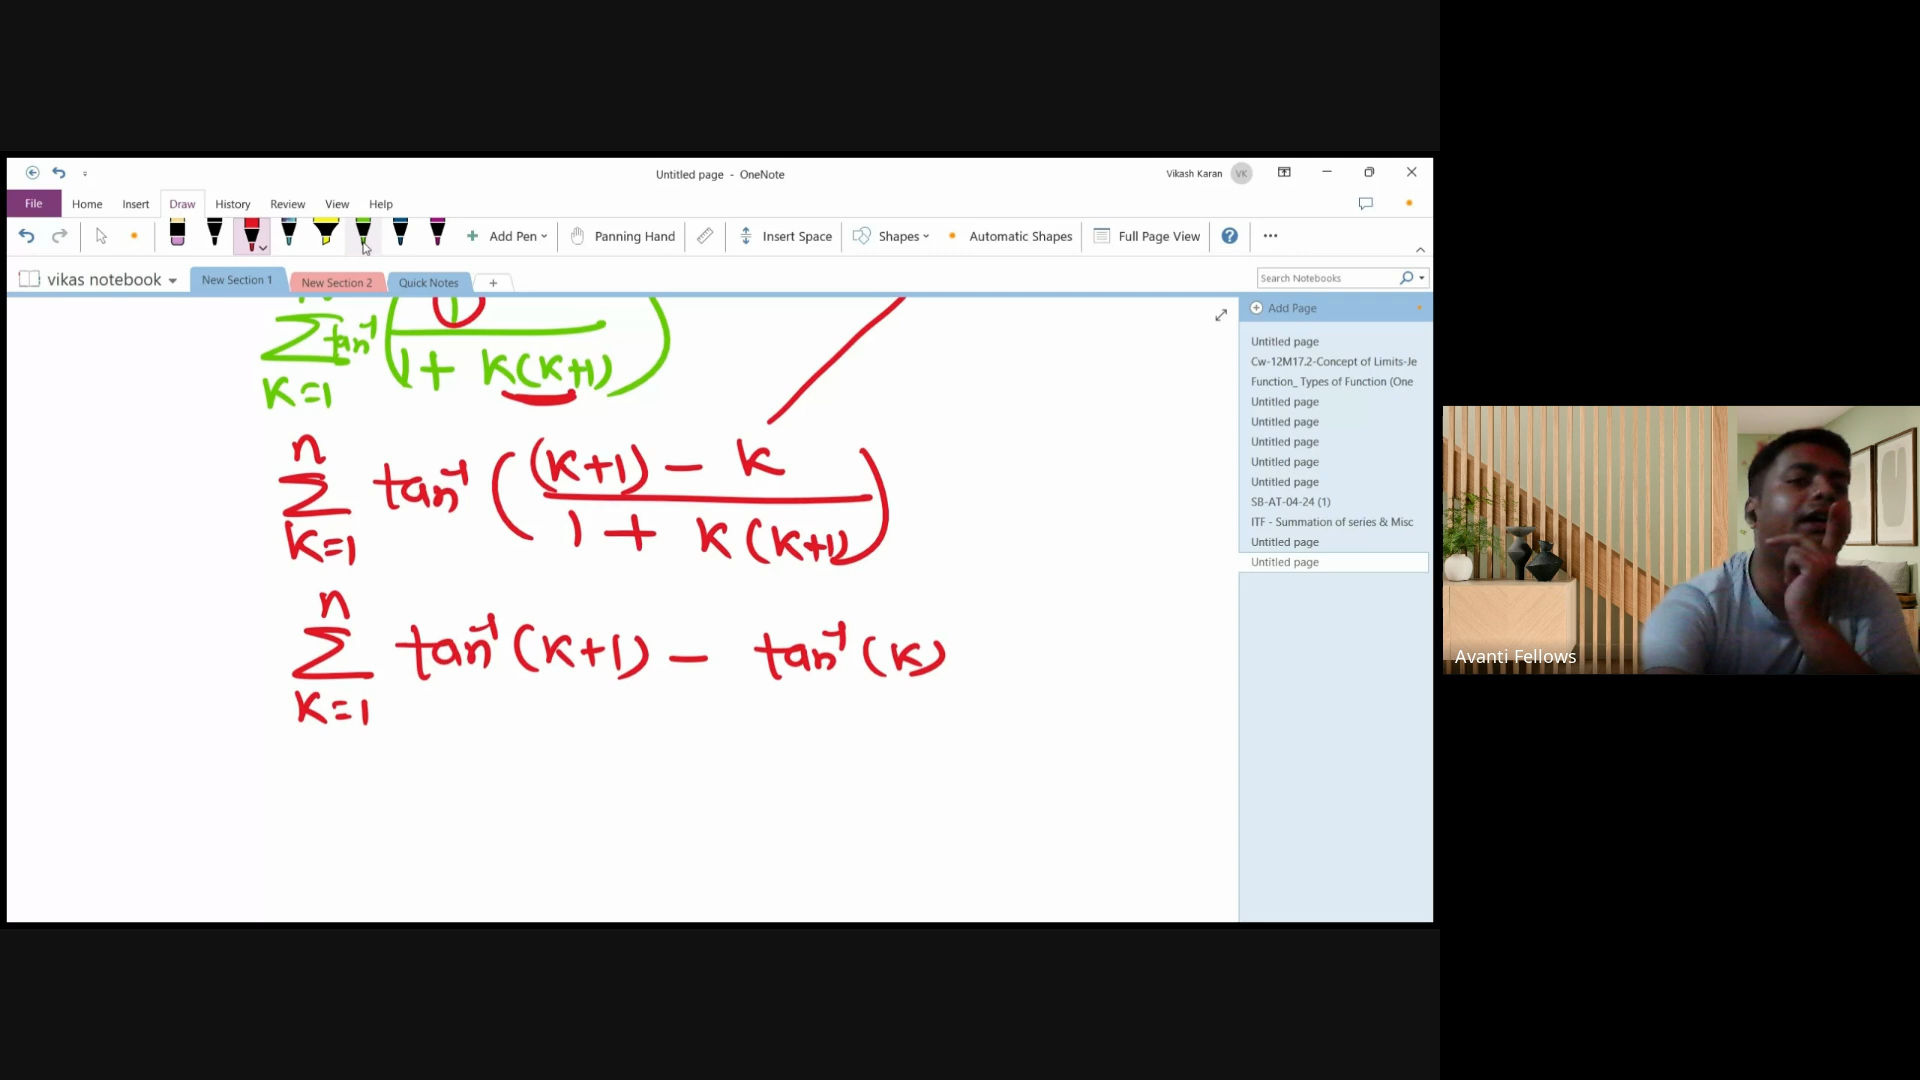 Untitled page - OneNote
Vikash Karan VK
File Home Insert Draw History Review View Help
+ Add Pen Panning Hand Insert Space Shapes Automatic Shapes Full Page View ? ...
vikas notebook New Section 1 New Section 2 Quick Notes +
Search Notebooks
Add Page
Untitled page
Cw-12M17.2-Concept of Limits-Je
Function_ Types of Function (One
Untitled page
Untitled page
Untitled page
Untitled page
Untitled page
SB-AT-04-24 (1)
ITF - Summation of series & Misc
Untitled page
Untitled page
∑ K=1 tan⁻¹ (1 / 1 + K(K+1))
n ∑ K=1 tan⁻¹ ((K+1) − K / 1 + K(K+1))
n ∑ K=1 tan⁻¹(K+1) − tan⁻¹(K)
Avanti Fellows